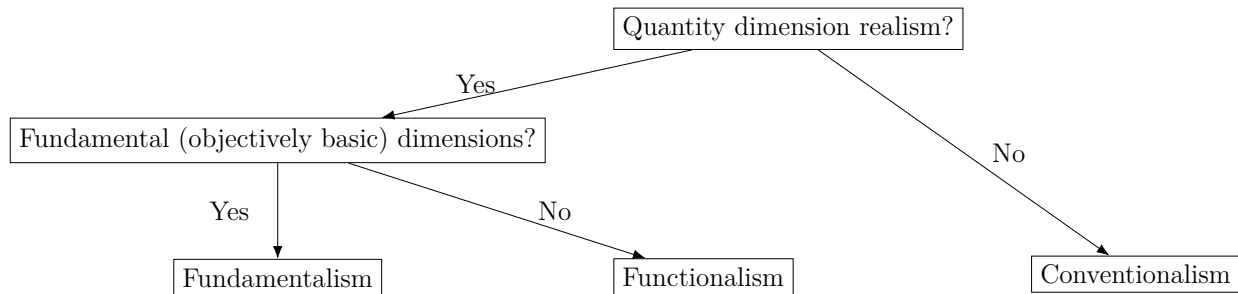 Quantity dimension realism?
Yes
Fundamental (objectively basic) dimensions?
No
Yes
No
Fundamentalism
Functionalism
Conventionalism